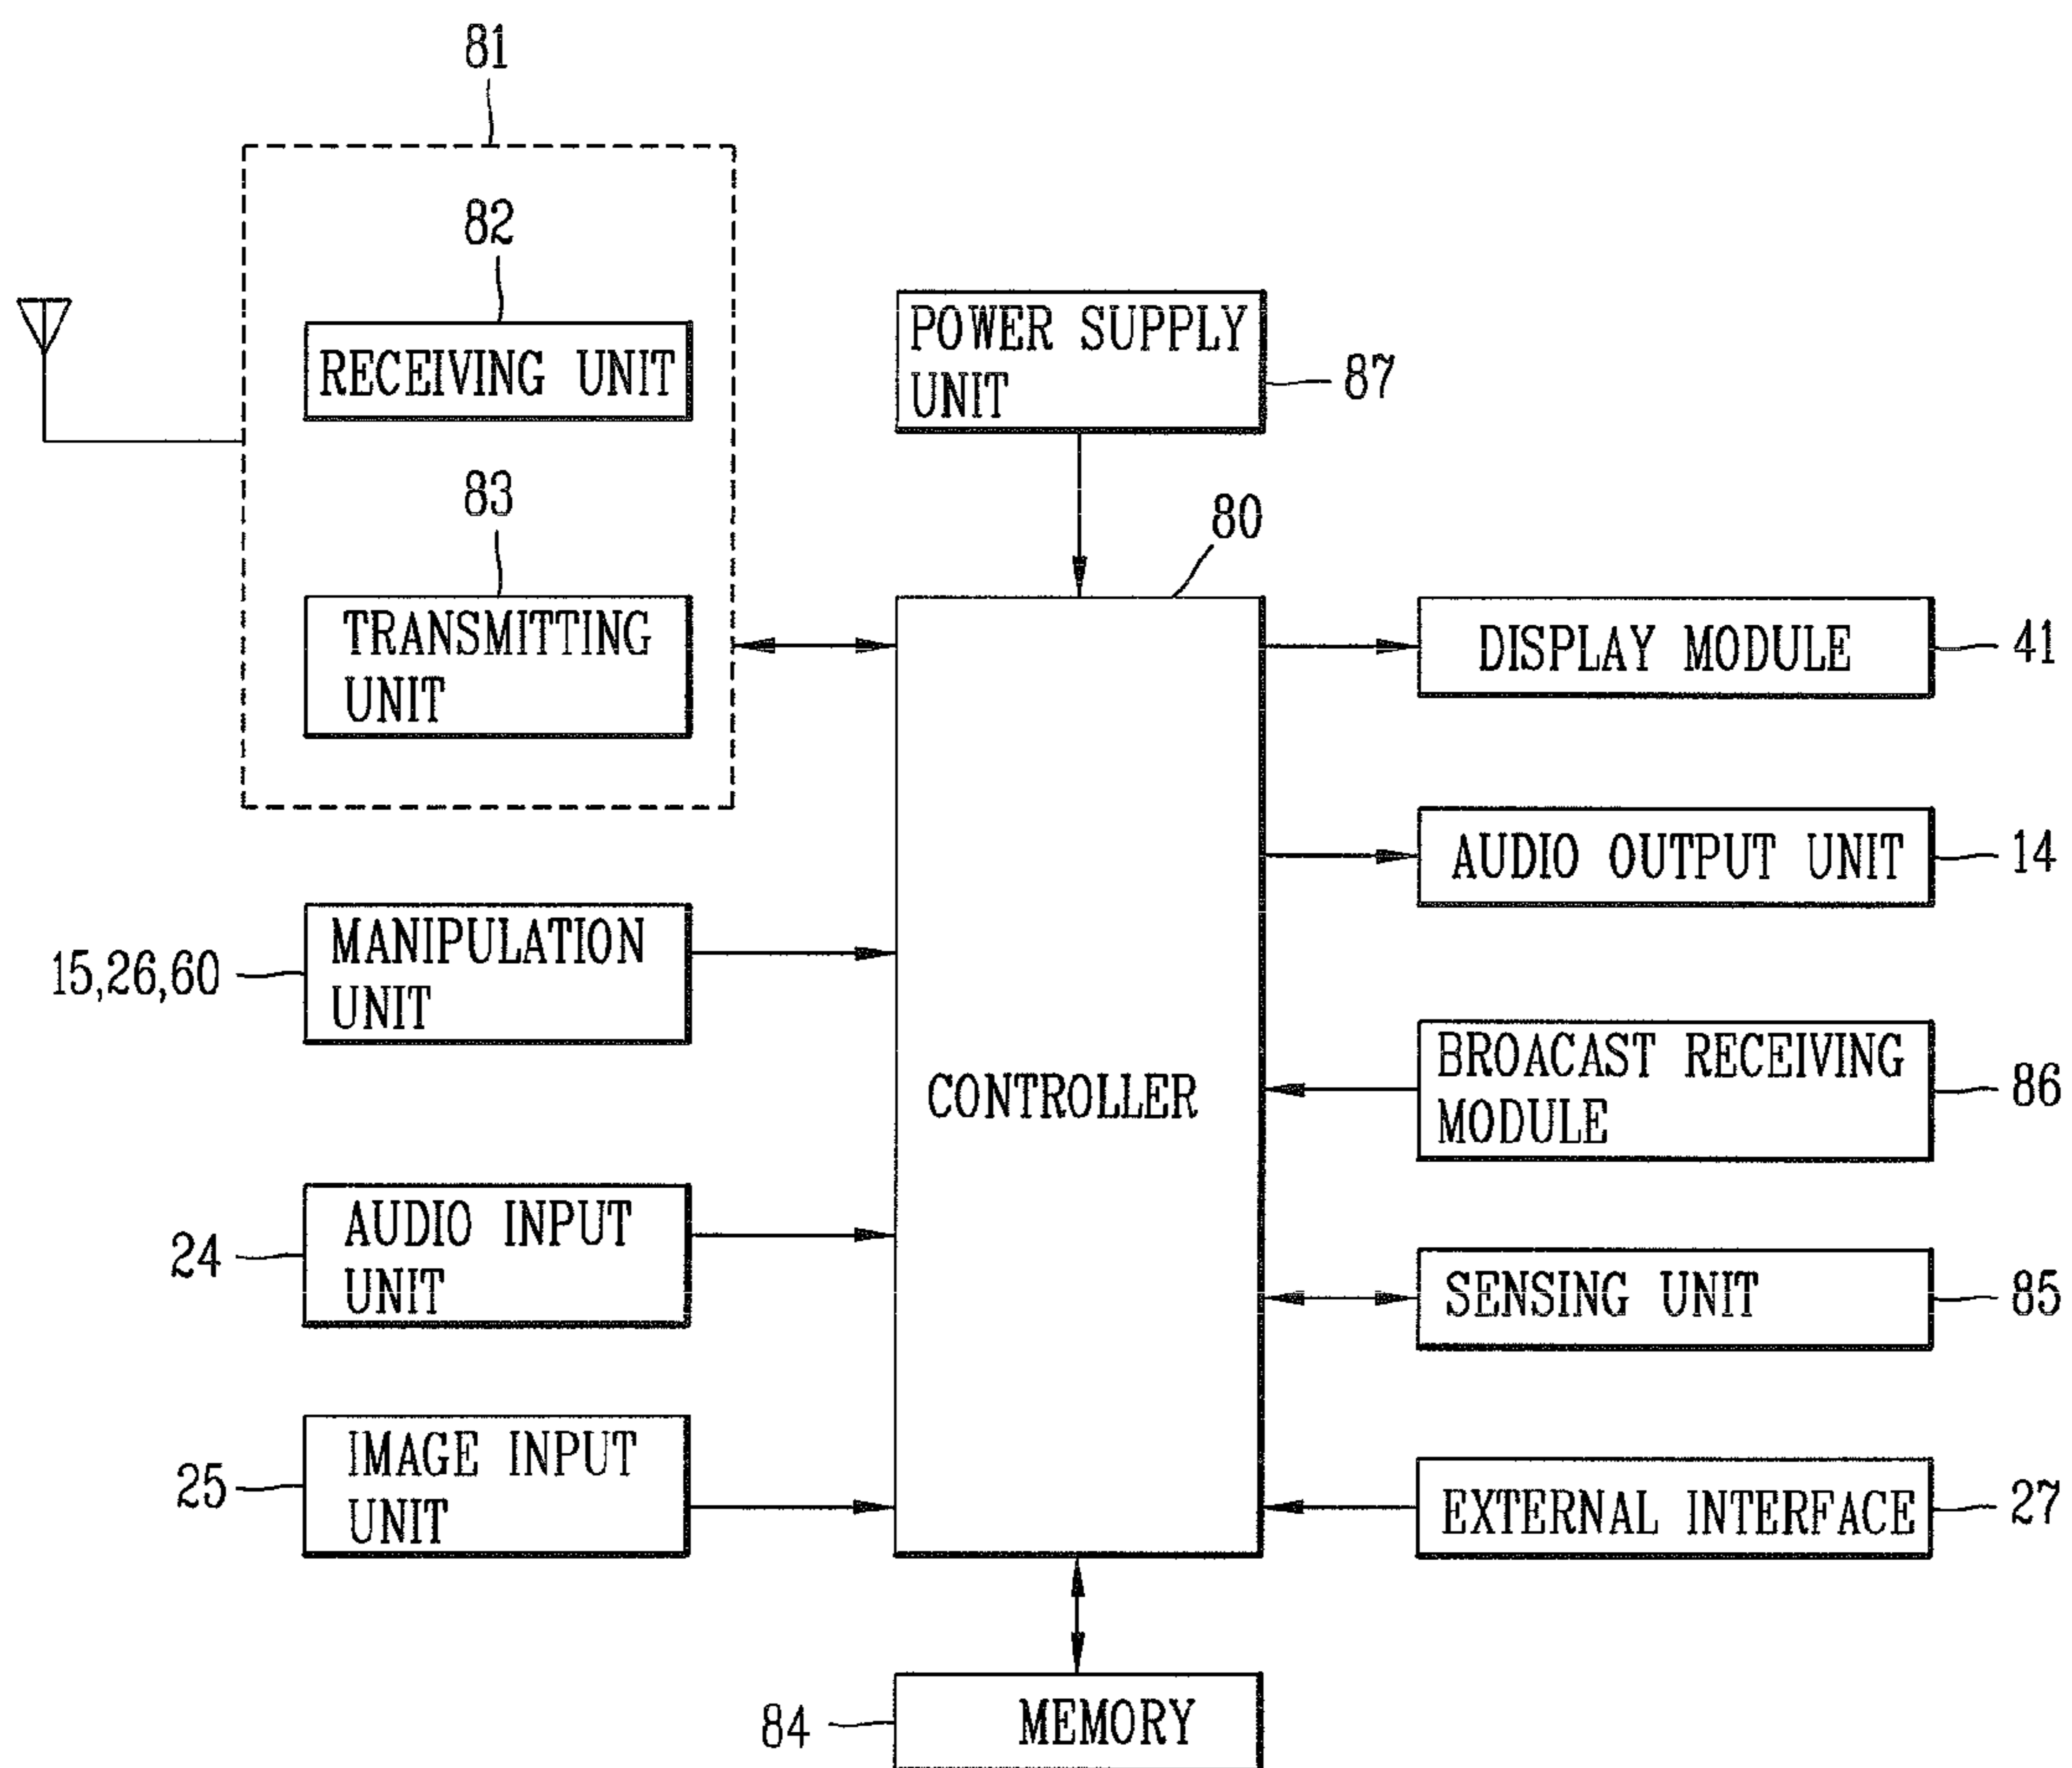 81
82
RECEIVING UNIT
83
TRANSMITTING
UNIT
POWER SUPPLY
UNIT
87
80
CONTROLLER
DISPLAY MODULE
41
AUDIO OUTPUT UNIT
14
15,26,60
MANIPULATION
UNIT
BROACAST RECEIVING
MODULE
86
24
AUDIO INPUT
UNIT
SENSING UNIT
85
25
IMAGE INPUT
UNIT
EXTERNAL INTERFACE
27
84
MEMORY